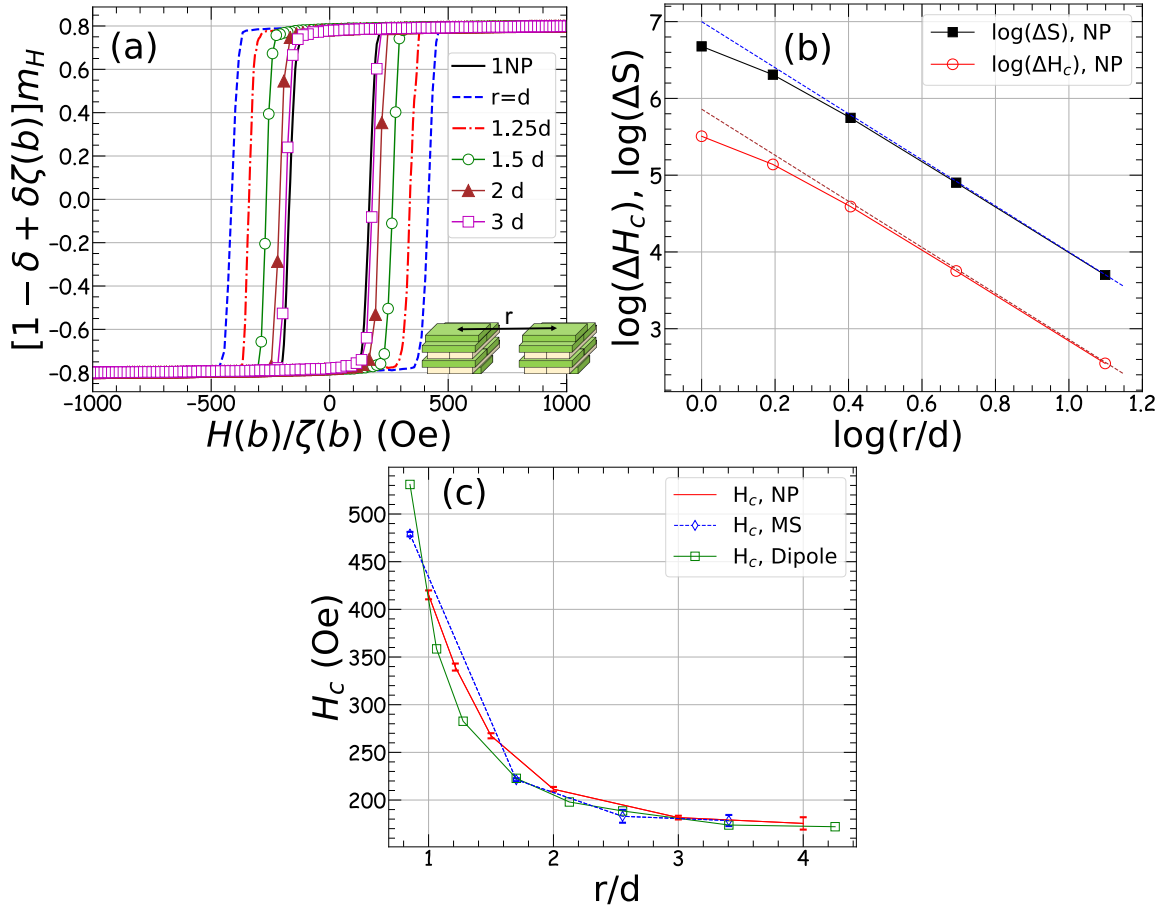 (a)
[1 − δ + δζ(b)]m_H
0.8
0.6
0.4
0.2
0.0
−0.2
−0.4
−0.6
−0.8
1NP
r=d
1.25d
1.5 d
2 d
3 d
r
−1000
−500
0
500
1000
H(b)/ζ(b) (Oe)
(b)
log(ΔH_c), log(ΔS)
7
6
5
4
3
log(ΔS), NP
log(ΔH_c), NP
0.0
0.2
0.4
0.6
0.8
1.0
1.2
log(r/d)
(c)
H_c (Oe)
500
450
400
350
300
250
200
H_c, NP
H_c, MS
H_c, Dipole
1
2
3
4
r/d